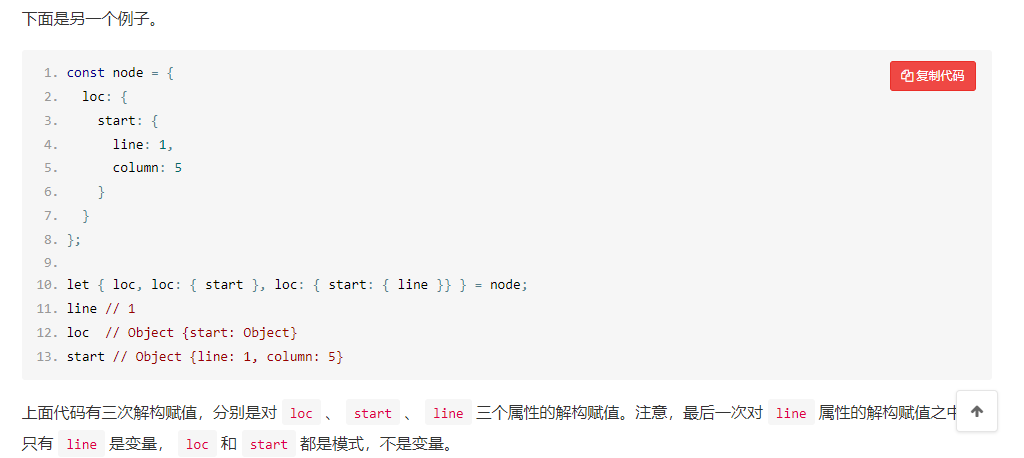 下面是另一个例子。
复制代码
1. const node = {
2.   loc: {
3.     start: {
4.       line: 1,
5.       column: 5
6.     }
7.   }
8. };
9.
10. let { loc, loc: { start }, loc: { start: { line }} } = node;
11. line // 1
12. loc  // Object {start: Object}
13. start // Object {line: 1, column: 5}
上面代码有三次解构赋值，分别是对 loc 、 start 、 line 三个属性的解构赋值。注意，最后一次对 line 属性的解构赋值之中
只有 line 是变量， loc 和 start 都是模式，不是变量。